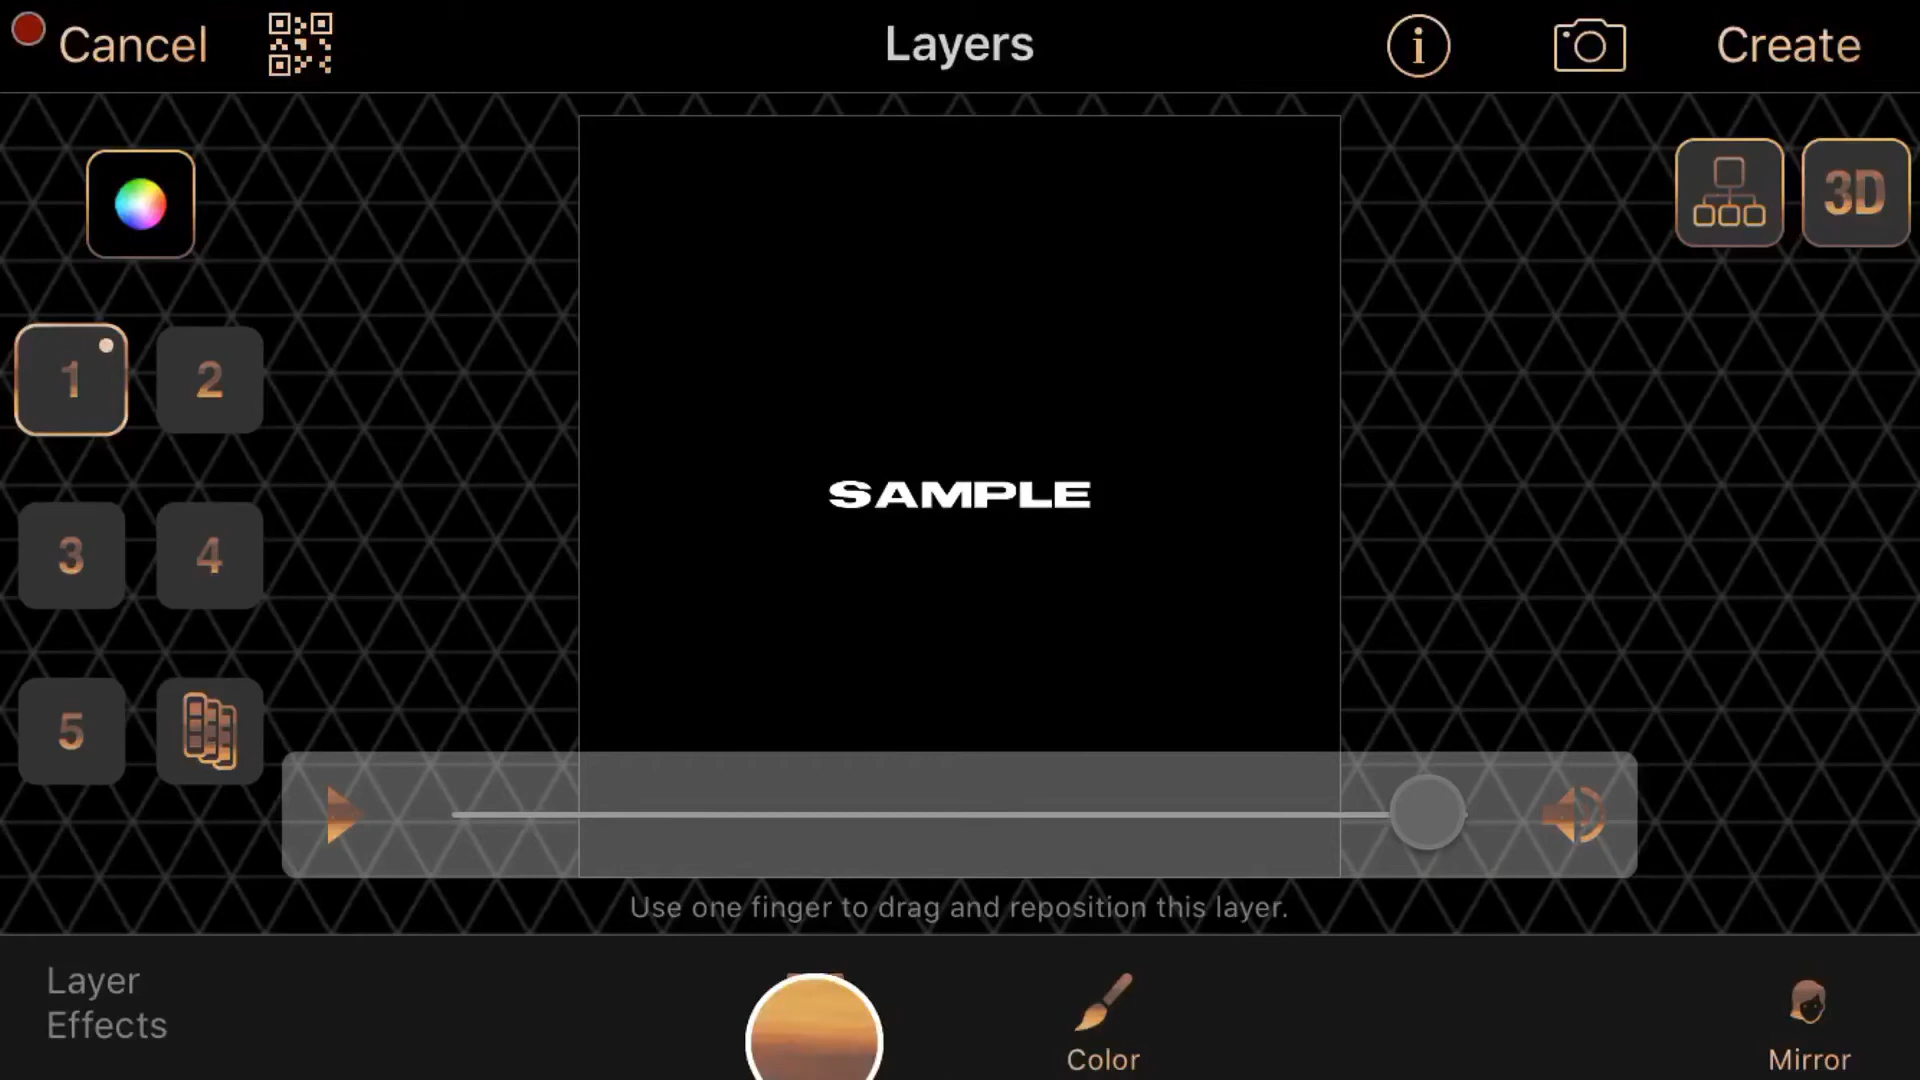 Cancel
Layers
i
Create
3D
1
2
3
4
5
SAMPLE
Use one finger to drag and reposition this layer.
Layer
Effects
Color
Mirror